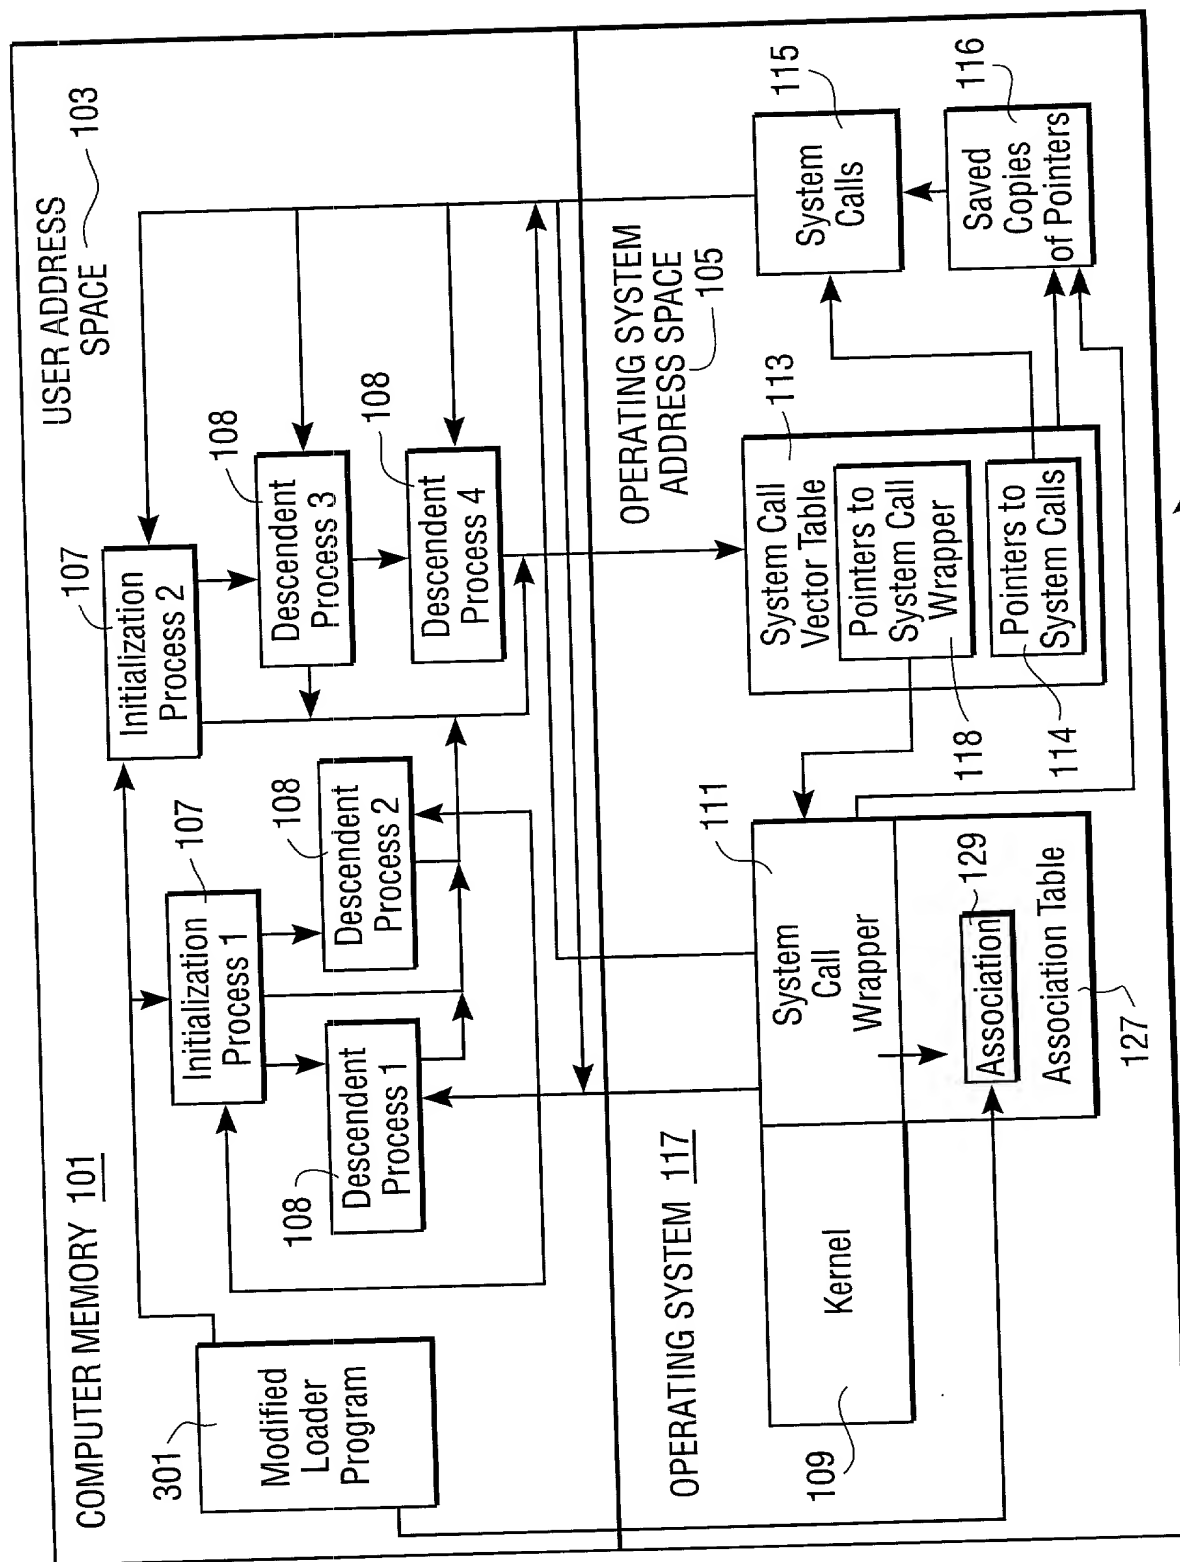 COMPUTER MEMORY 101
USER ADDRESS
SPACE
103
301
Modified
Loader
Program
107
Initialization
Process 1
107
Initialization
Process 2
108
Descendent
Process 1
108
Descendent
Process 2
108
Descendent
Process 3
108
Descendent
Process 4
OPERATING SYSTEM 117
OPERATING SYSTEM
ADDRESS SPACE
105
109
Kernel
111
System
Call
Wrapper
Association
129
Association Table
127
113
System Call
Vector Table
Pointers to
System Call
Wrapper
118
Pointers to
System Calls
114
115
System
Calls
116
Saved
Copies
of Pointers